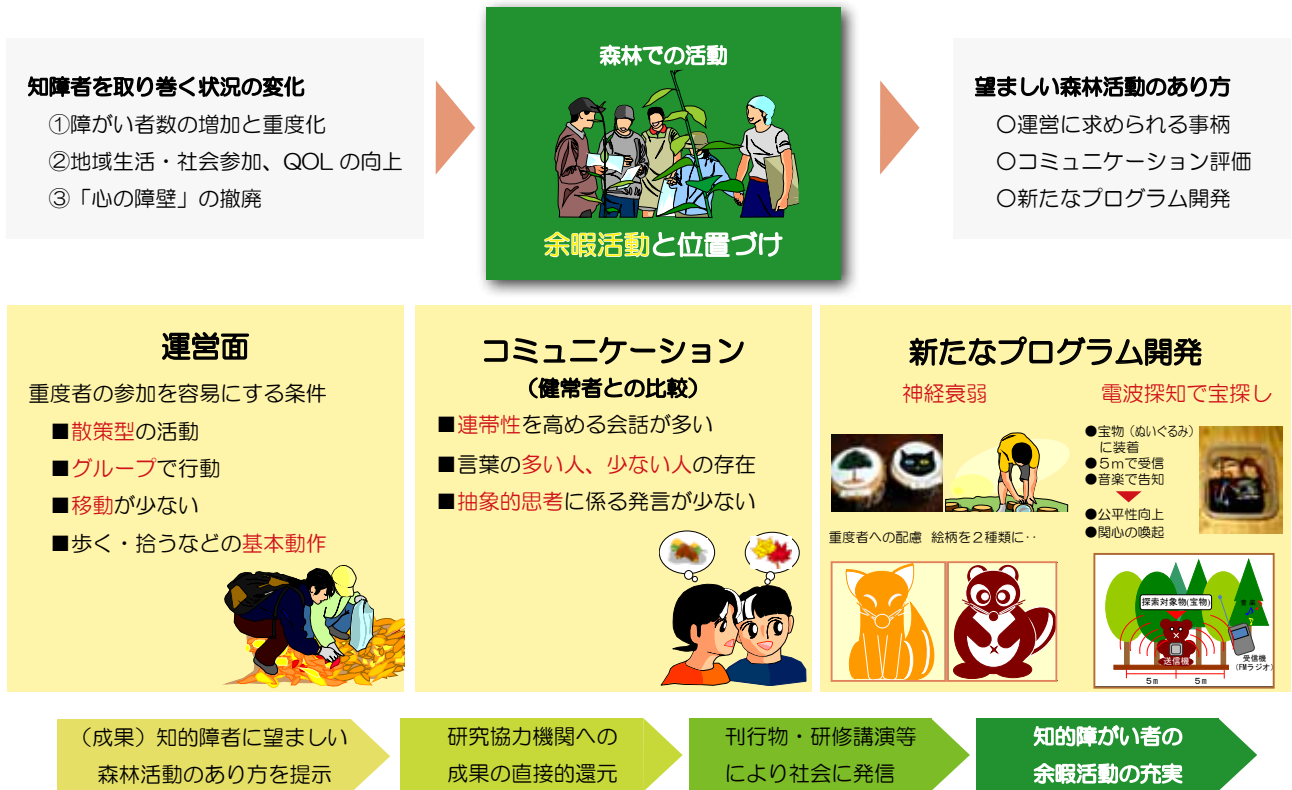 知障者を取り巻く状況の変化
①障がい者数の増加と重度化
②地域生活・社会参加、QOLの向上
③「心の障壁」の撤廃
森林での活動
余暇活動と位置づけ
望ましい森林活動のあり方
○運営に求められる事柄
○コミュニケーション評価
○新たなプログラム開発
運営面
重度者の参加を容易にする条件
■散策型の活動
■グループで行動
■移動が少ない
■歩く・拾うなどの基本動作
コミュニケーション
（健常者との比較）
■連帯性を高める会話が多い
■言葉の多い人、少ない人の存在
■抽象的思考に係る発言が少ない
新たなプログラム開発
神経衰弱
重度者への配慮 絵柄を２種類に‥
電波探知で宝探し
●宝物（ぬいぐるみ）
に装着
●５ｍで受信
●音楽で告知
●公平性向上
●関心の喚起
探索対象物(宝物)
音楽
送信機
受信機
(FMラジオ)
5m
5m
（成果）知的障者に望ましい
森林活動のあり方を提示
研究協力機関への
成果の直接的還元
刊行物・研修講演等
により社会に発信
知的障がい者の
余暇活動の充実